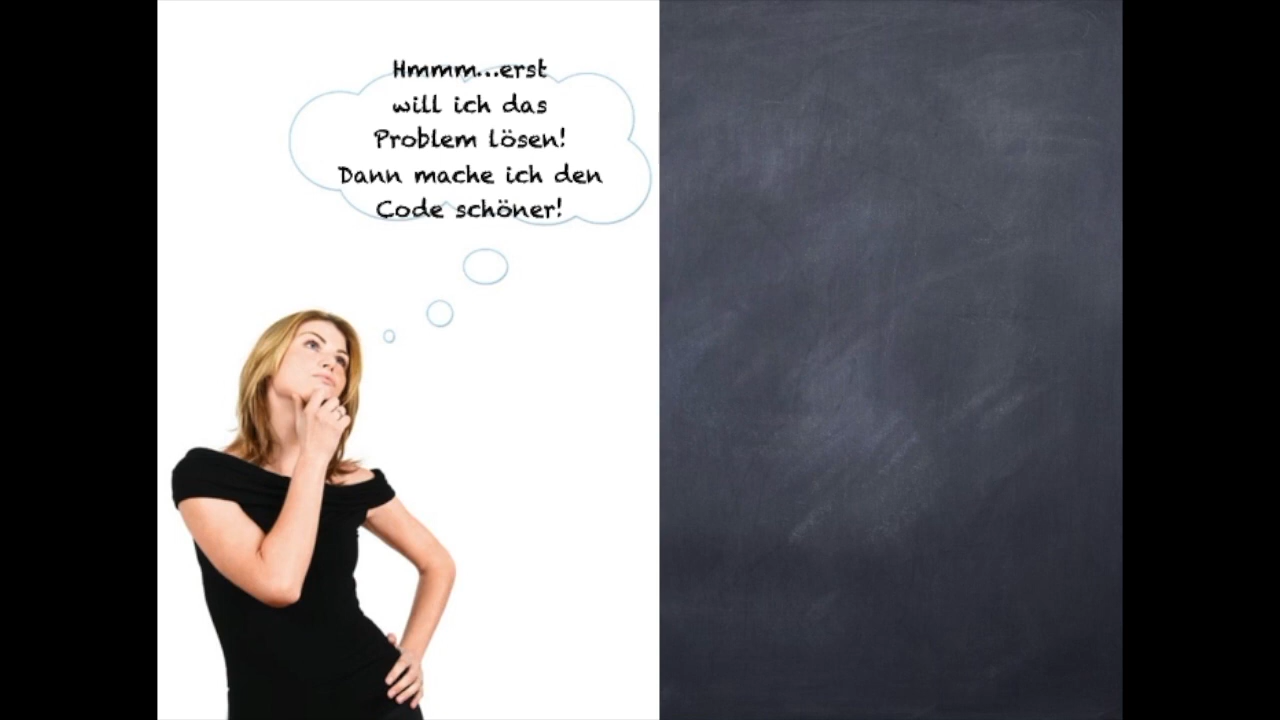 Hmmm...erst
will ich das
Problem lösen!
Dann mache ich den
Code schöner!